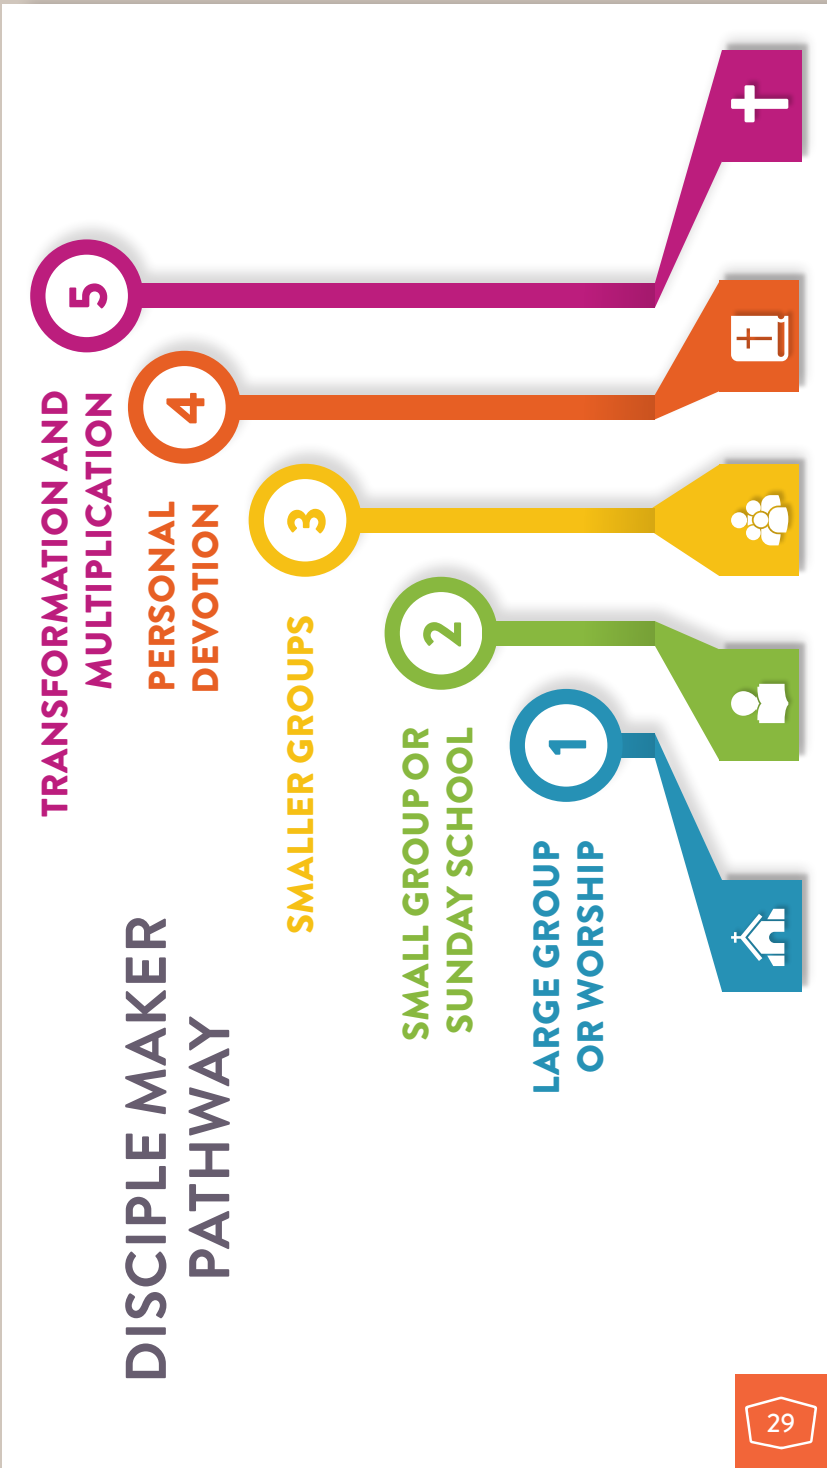 DISCIPLE MAKER
PATHWAY
5
TRANSFORMATION AND
MULTIPLICATION
4
PERSONAL
DEVOTION
3
SMALLER GROUPS
2
SMALL GROUP OR
SUNDAY SCHOOL
1
LARGE GROUP
OR WORSHIP
29